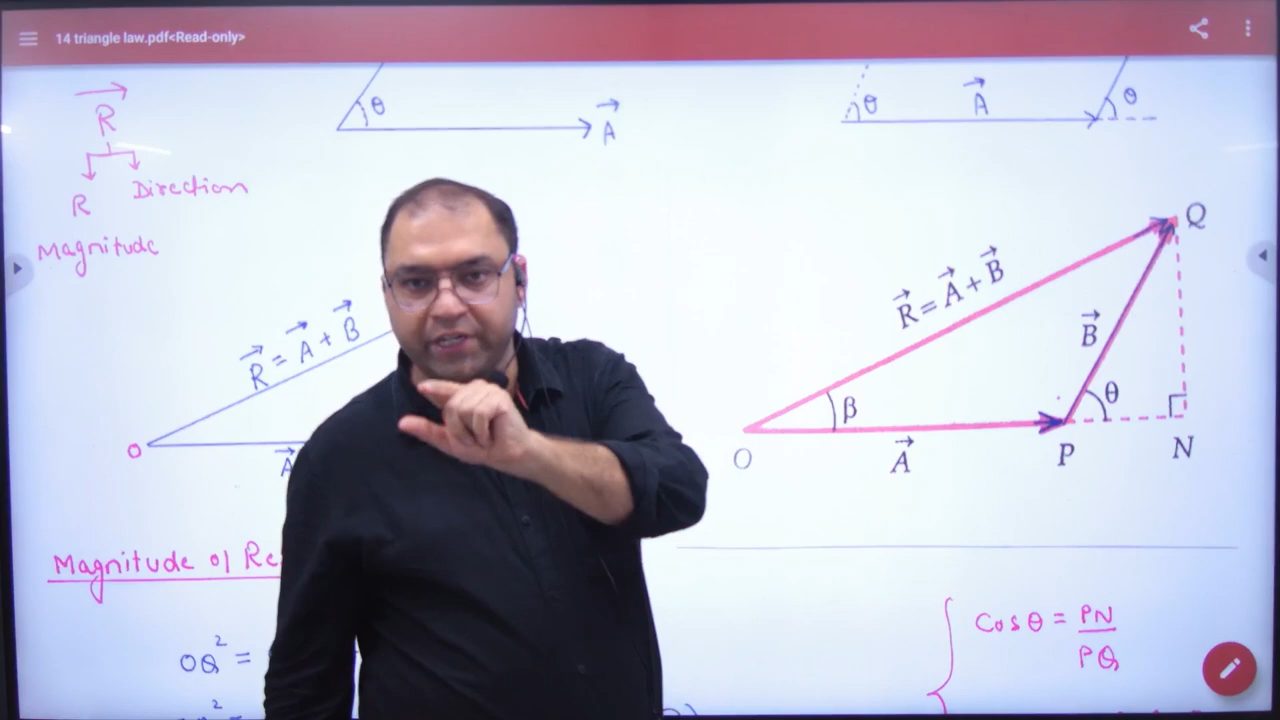 14 triangle law.pdf<Read-only>
R
θ
A
θ
A
θ
R
Direction
Magnitude
R = A + B
O
A
R = A + B
Q
B
β
θ
O
A
P
N
Magnitude of Re
OQ² =
Cos θ = PN
PQ